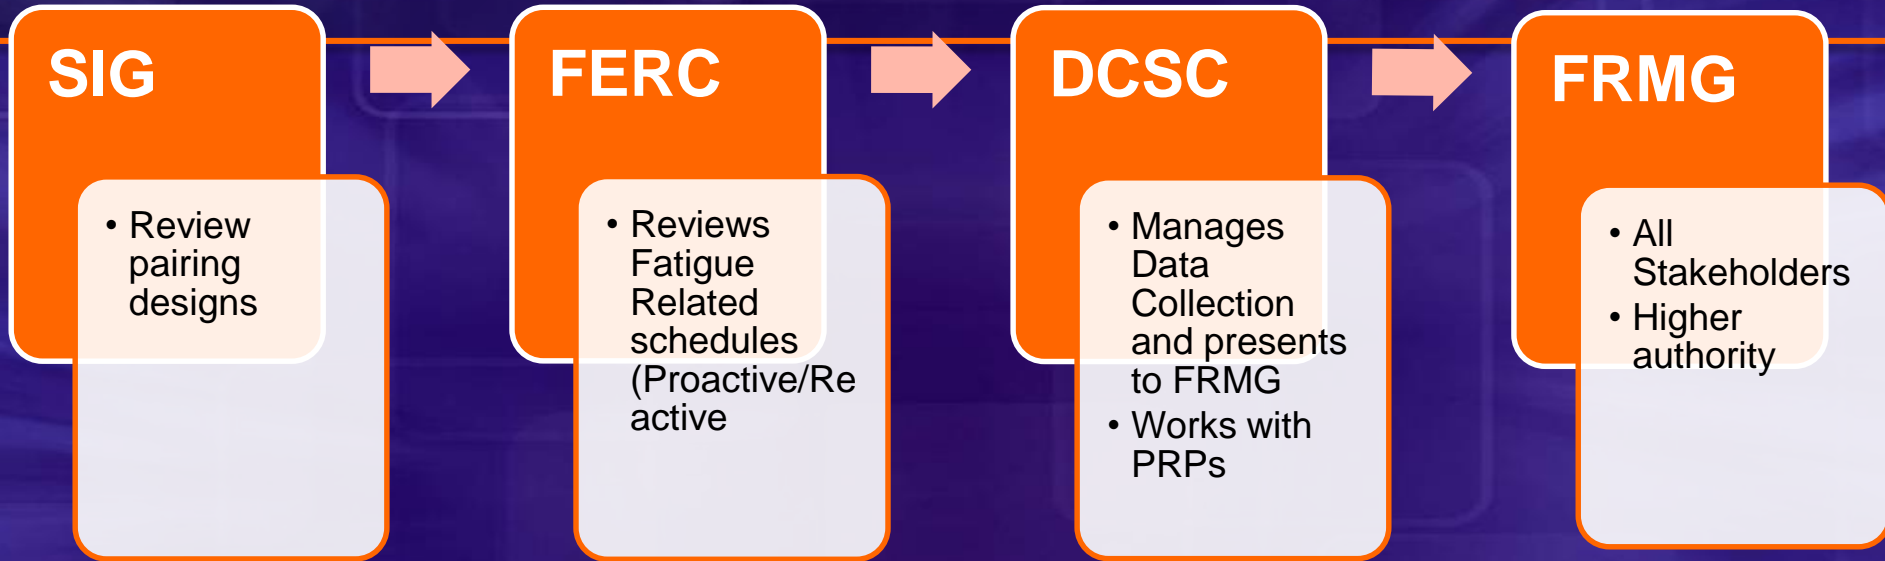 SIG
• Review
pairing
designs
FERC
• Reviews
Fatigue
Related
schedules
(Proactive/Re
active
DCSC
• Manages
Data
Collection
and presents
to FRMG
• Works with
PRPs
FRMG
• All
Stakeholders
• Higher
authority